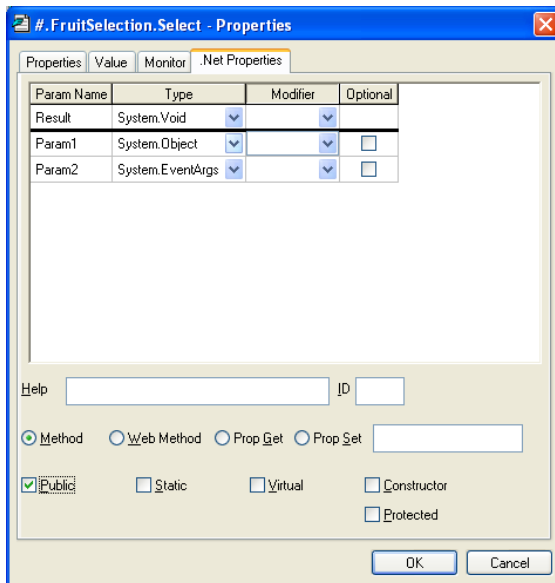 #.FruitSelection.Select - Properties
Properties Value Monitor .Net Properties
Param Name Type Modifier Optional
Result System.Void
Param1 System.Object
Param2 System.EventArgs
Help ID
Method Web Method Prop Get Prop Set
Public Static Virtual Constructor
Protected
OK Cancel